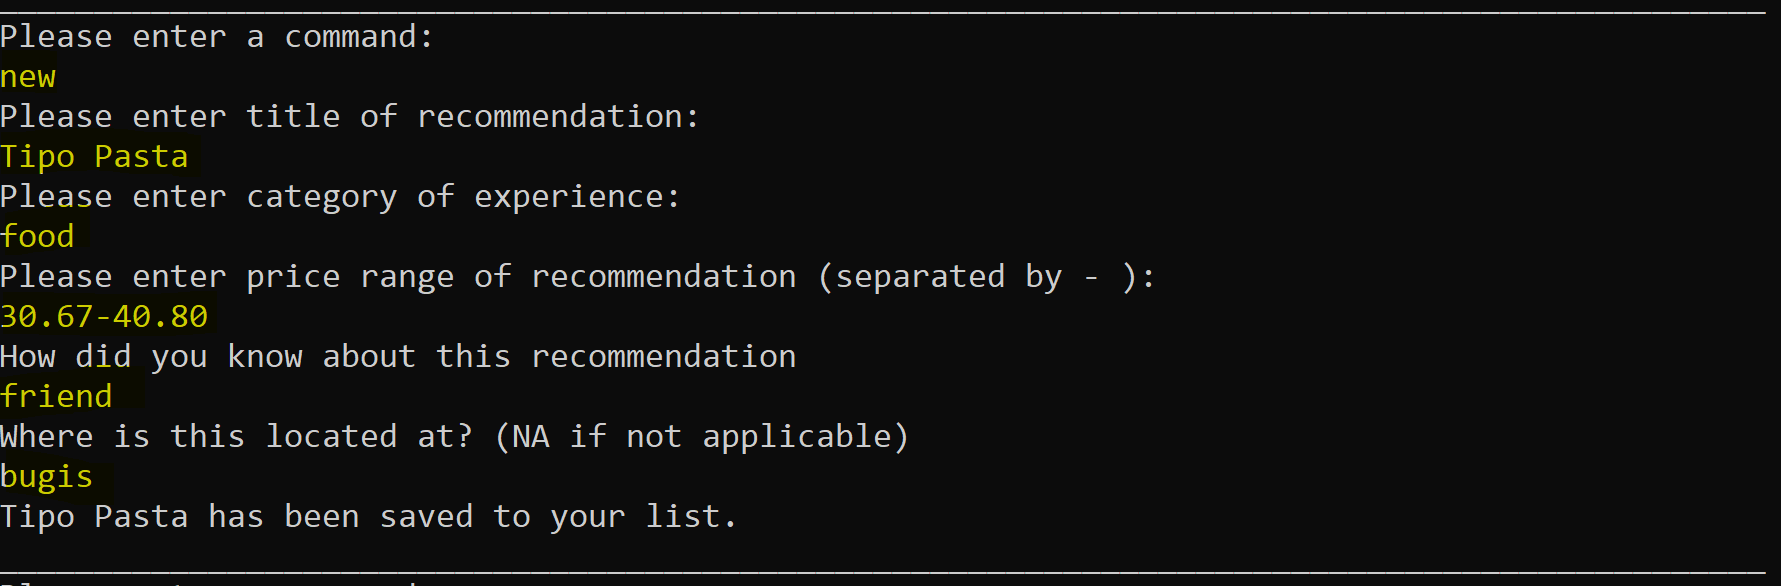 Please enter a command:
new
Please enter title of recommendation:
Tipo Pasta
Please enter category of experience:
food
Please enter price range of recommendation (separated by - ):
30.67-40.80
How did you know about this recommendation
friend
Where is this located at? (NA if not applicable)
bugis
Tipo Pasta has been saved to your list.